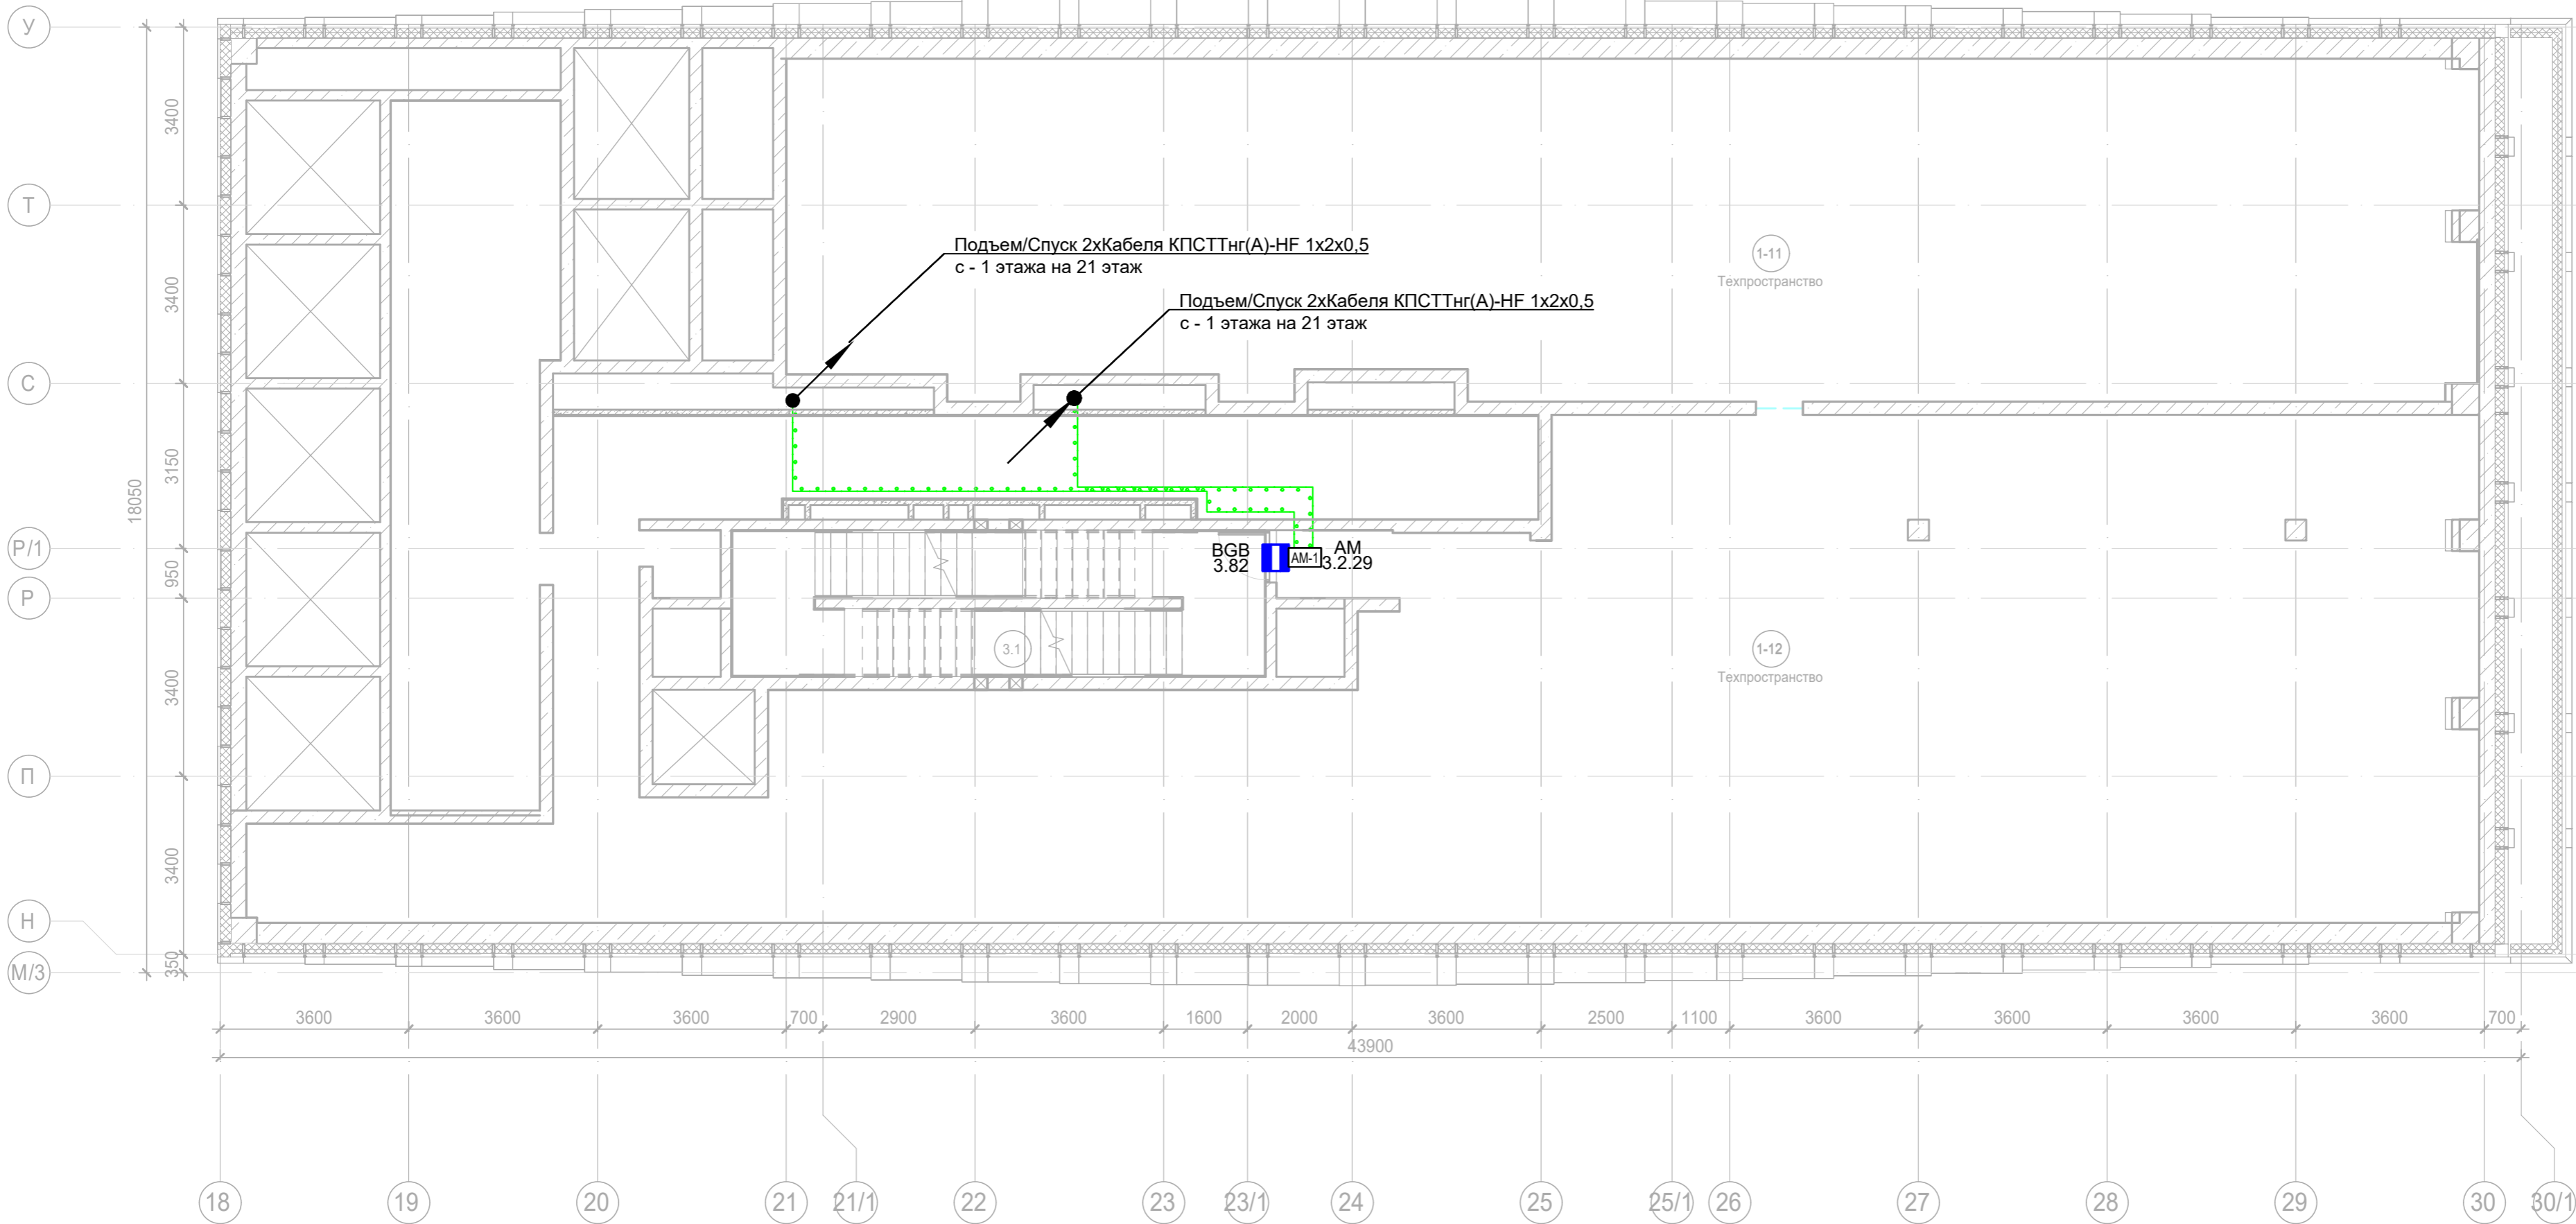 У
Т
С
Р/1
Р
П
Н
М/3
3400
3400
3150
950
3400
3400
350
18050
Подъем/Спуск 2хКабеля КПСТТнг(А)-HF 1х2х0,5
с - 1 этажа на 21 этаж
Подъем/Спуск 2хКабеля КПСТТнг(А)-HF 1х2х0,5
с - 1 этажа на 21 этаж
1-11
Техпространство
BGB
3.82
АМ-1
АМ
3.2.29
3.1
1-12
Техпространство
3600 3600 3600 700 2900 3600 1600 2000 3600 2500 1100 3600 3600 3600 3600 700
43900
18 19 20 21 21/1 22 23 23/1 24 25 25/1 26 27 28 29 30 30/1